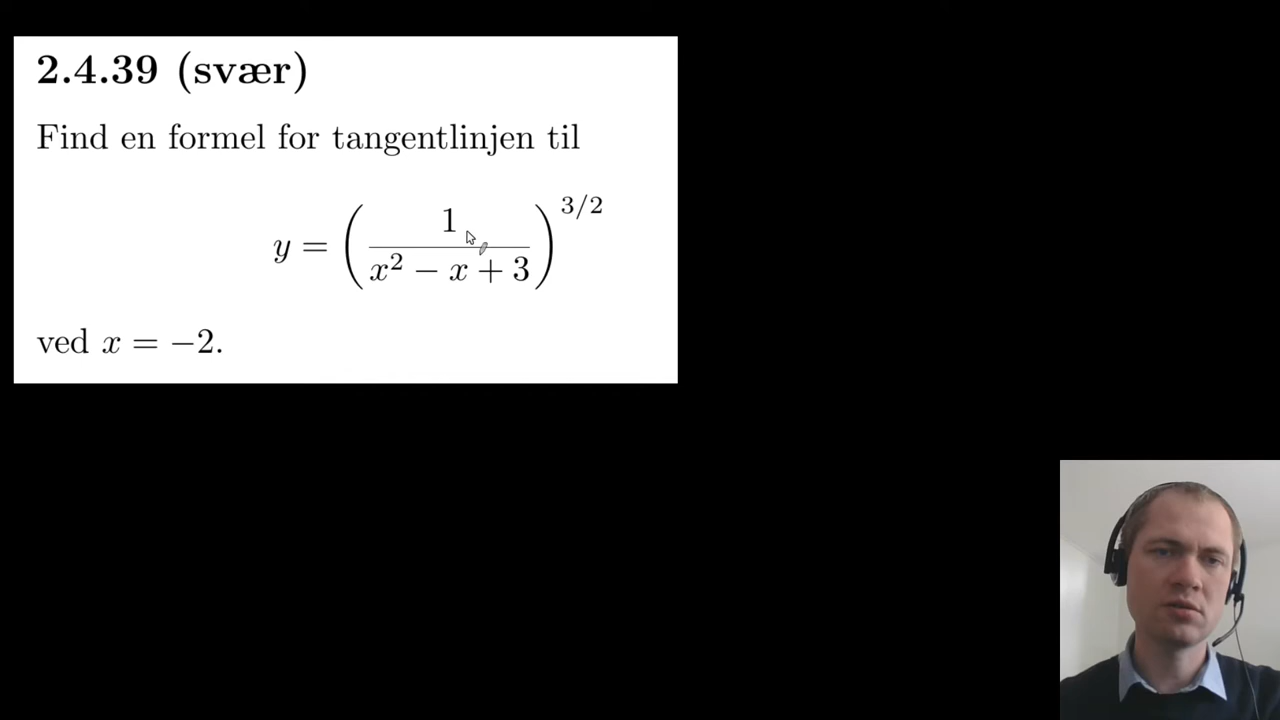 2.4.39 (svær)
Find en formel for tangentlinjen til
y = (1 / (x² − x + 3))^{3/2}
ved x = −2.